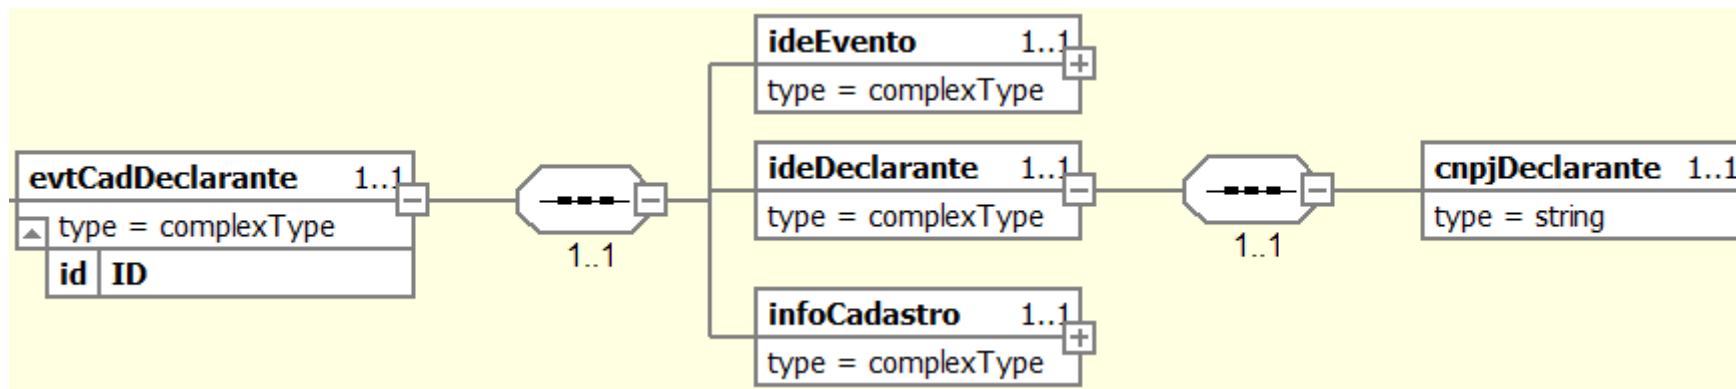 evtCadDeclarante 1..1
type = complexType
id ID
1..1
ideEvento 1..1
type = complexType
ideDeclarante 1..1
type = complexType
1..1
cnpjDeclarante 1..1
type = string
infoCadastro 1..1
type = complexType